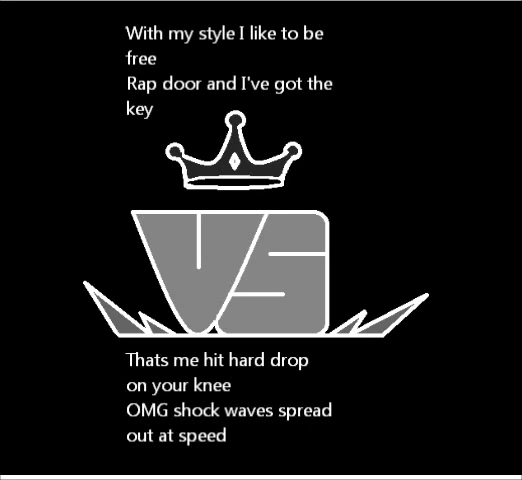 With my style I like to be
free
Rap door and I've got the
key
VS
Thats me hit hard drop
on your knee
OMG shock waves spread
out at speed